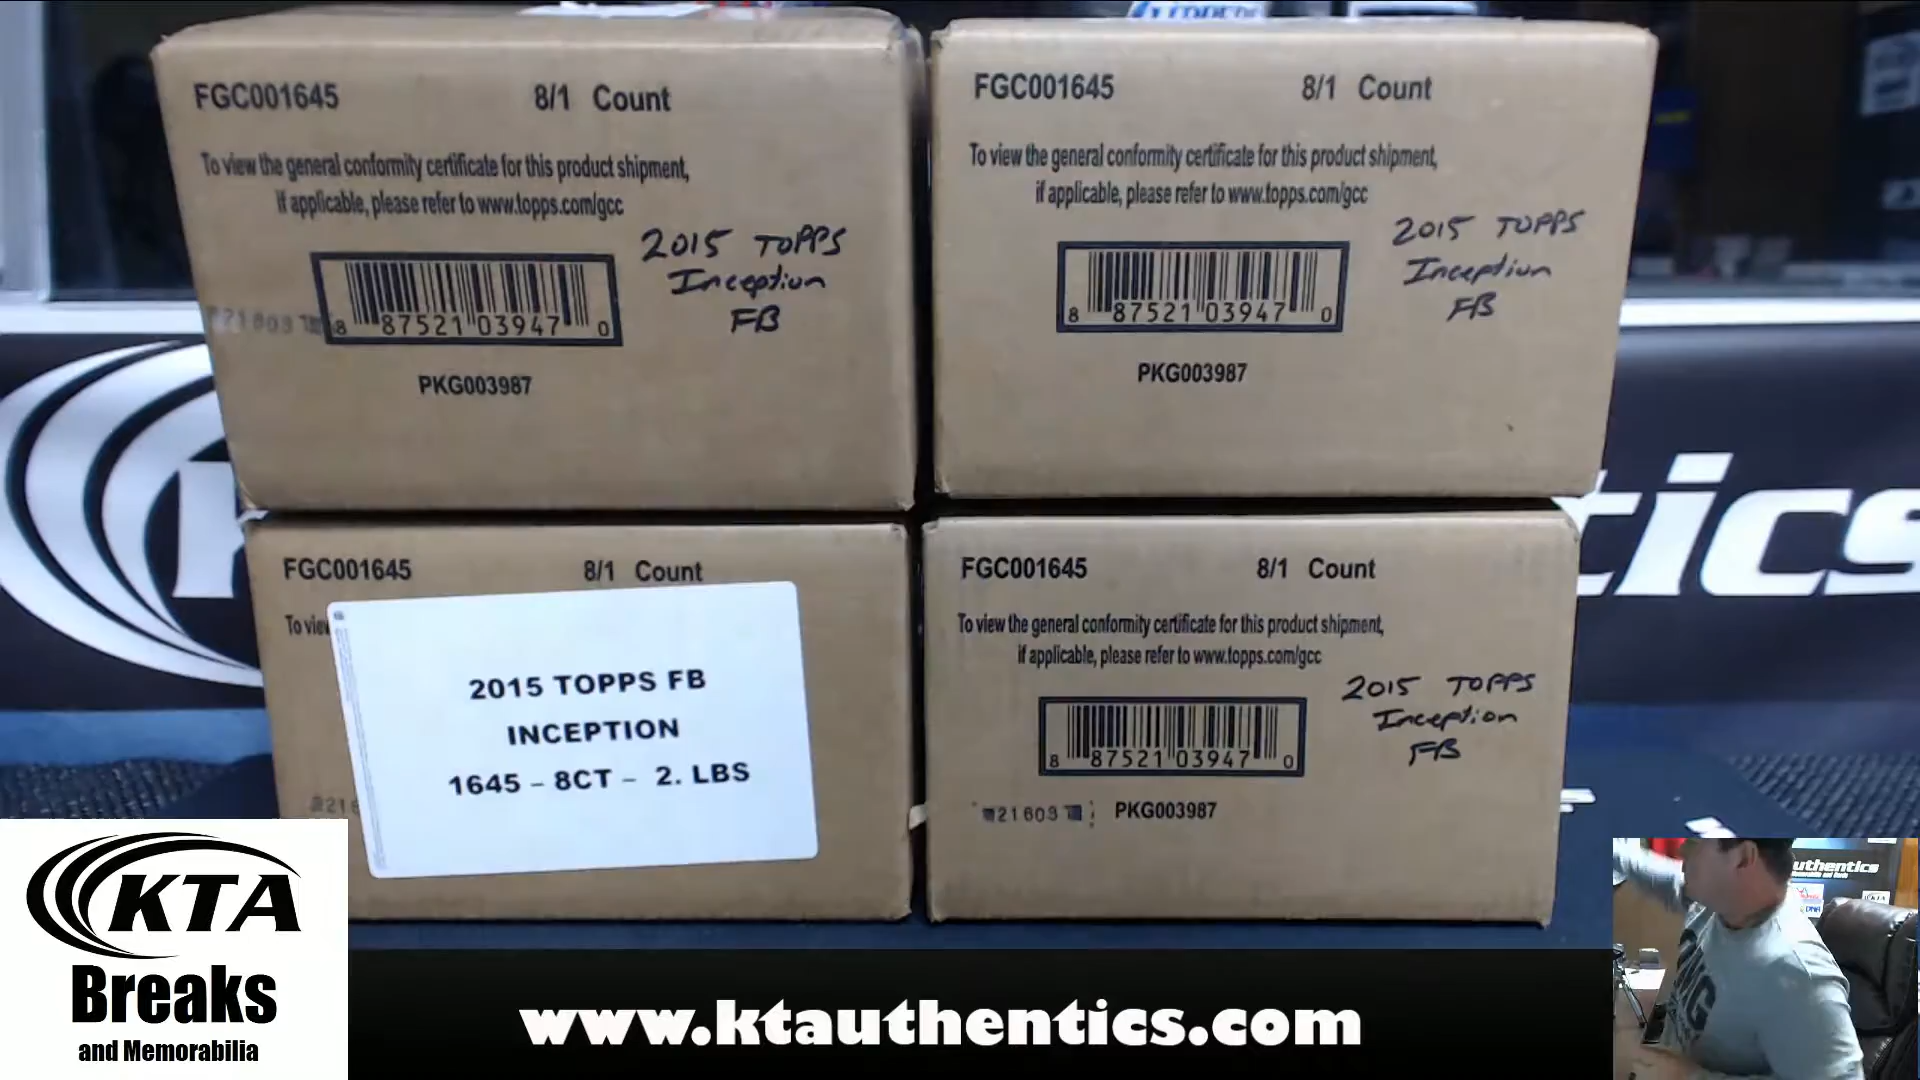 FGC001645 8/1 Count
To view the general conformity certificate for this product shipment,
if applicable, please refer to www.topps.com/gcc
2015 TOPPS
Inception
FB
8 87521 03947 0
PKG003987
FGC001645 8/1 Count
To view the general conformity certificate for this product shipment,
if applicable, please refer to www.topps.com/gcc
2015 TOPPS
Inception
FB
8 87521 03947 0
PKG003987
FGC001645 8/1 Count
To view
2015 TOPPS FB
INCEPTION
1645 – 8CT – 2. LBS
FGC001645 8/1 Count
To view the general conformity certificate for this product shipment,
if applicable, please refer to www.topps.com/gcc
2015 TOPPS
Inception
FB
8 87521 03947 0
21603 PKG003987
tics
KTA
Breaks
and Memorabilia
www.ktauthentics.com
uthentics